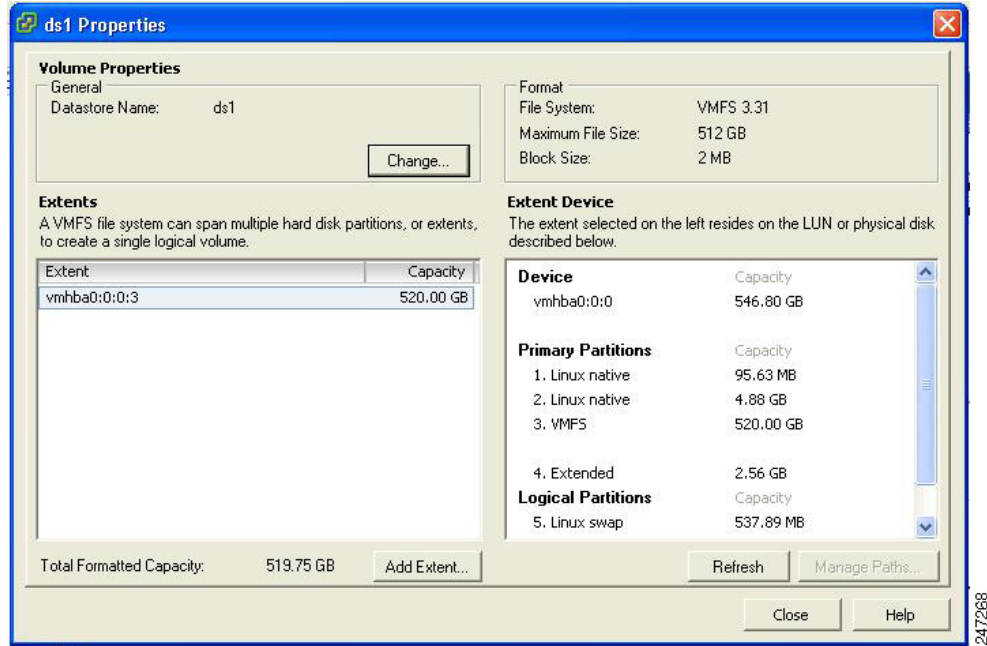 ds1 Properties
Volume Properties
General
Datastore Name: ds1
Change...
Format
File System: VMFS 3.31
Maximum File Size: 512 GB
Block Size: 2 MB
Extents
A VMFS file system can span multiple hard disk partitions, or extents,
to create a single logical volume.
Extent Capacity
vmhba0:0:0:3 520.00 GB
Total Formatted Capacity: 519.75 GB
Add Extent...
Extent Device
The extent selected on the left resides on the LUN or physical disk
described below.
Device Capacity
vmhba0:0:0 546.80 GB
Primary Partitions Capacity
1. Linux native 95.63 MB
2. Linux native 4.88 GB
3. VMFS 520.00 GB
4. Extended 2.56 GB
Logical Partitions Capacity
5. Linux swap 537.89 MB
Refresh
Manage Paths...
Close
Help
247268